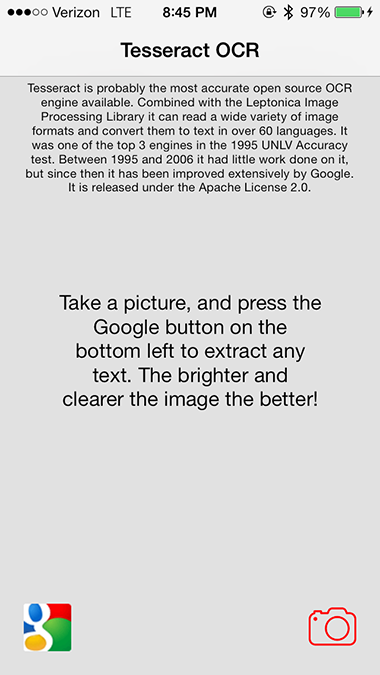 Verizon LTE 8:45 PM 97%
Tesseract OCR
Tesseract is probably the most accurate open source OCR
engine available. Combined with the Leptonica Image
Processing Library it can read a wide variety of image
formats and convert them to text in over 60 languages. It
was one of the top 3 engines in the 1995 UNLV Accuracy
test. Between 1995 and 2006 it had little work done on it,
but since then it has been improved extensively by Google.
It is released under the Apache License 2.0.
Take a picture, and press the
Google button on the
bottom left to extract any
text. The brighter and
clearer the image the better!